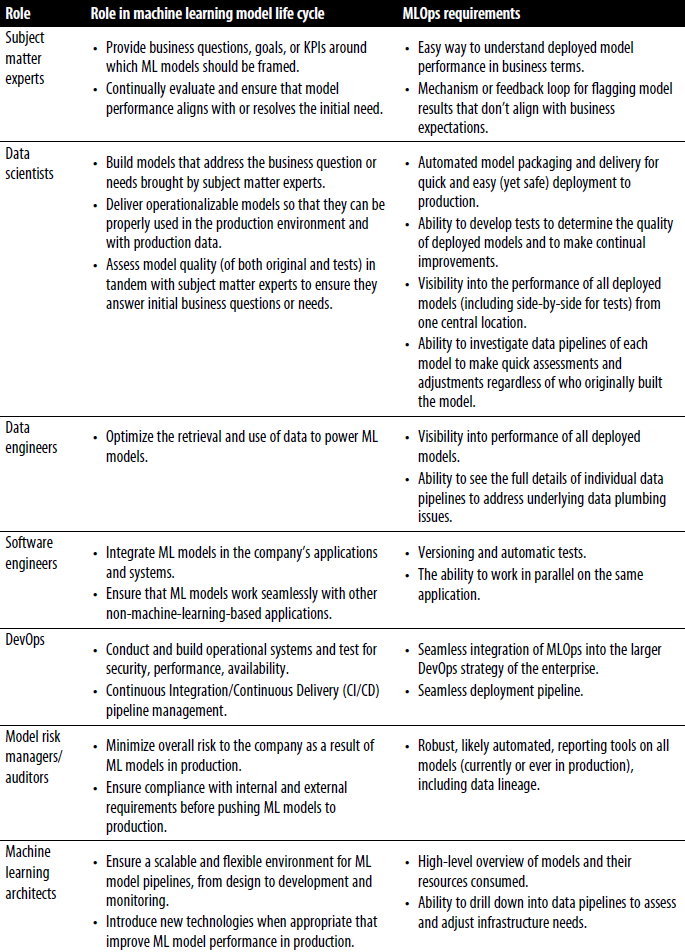 Role Role in machine learning model life cycle MLOps requirements
Subject
matter
experts
• Provide business questions, goals, or KPIs around
which ML models should be framed.
• Continually evaluate and ensure that model
performance aligns with or resolves the initial need.
• Easy way to understand deployed model
performance in business terms.
• Mechanism or feedback loop for flagging model
results that don’t align with business
expectations.
Data
scientists
• Build models that address the business question or
needs brought by subject matter experts.
• Deliver operationalizable models so that they can be
properly used in the production environment and
with production data.
• Assess model quality (of both original and tests) in
tandem with subject matter experts to ensure they
answer initial business questions or needs.
• Automated model packaging and delivery for
quick and easy (yet safe) deployment to
production.
• Ability to develop tests to determine the quality
of deployed models and to make continual
improvements.
• Visibility into the performance of all deployed
models (including side-by-side for tests) from
one central location.
• Ability to investigate data pipelines of each
model to make quick assessments and
adjustments regardless of who originally built
the model.
Data
engineers
• Optimize the retrieval and use of data to power ML
models.
• Visibility into performance of all deployed
models.
• Ability to see the full details of individual data
pipelines to address underlying data plumbing
issues.
Software
engineers
• Integrate ML models in the company’s applications
and systems.
• Ensure that ML models work seamlessly with other
non-machine-learning-based applications.
• Versioning and automatic tests.
• The ability to work in parallel on the same
application.
DevOps
• Conduct and build operational systems and test for
security, performance, availability.
• Continuous Integration/Continuous Delivery (CI/CD)
pipeline management.
• Seamless integration of MLOps into the larger
DevOps strategy of the enterprise.
• Seamless deployment pipeline.
Model risk
managers/
auditors
• Minimize overall risk to the company as a result of
ML models in production.
• Ensure compliance with internal and external
requirements before pushing ML models to
production.
• Robust, likely automated, reporting tools on all
models (currently or ever in production),
including data lineage.
Machine
learning
architects
• Ensure a scalable and flexible environment for ML
model pipelines, from design to development and
monitoring.
• Introduce new technologies when appropriate that
improve ML model performance in production.
• High-level overview of models and their
resources consumed.
• Ability to drill down into data pipelines to assess
and adjust infrastructure needs.